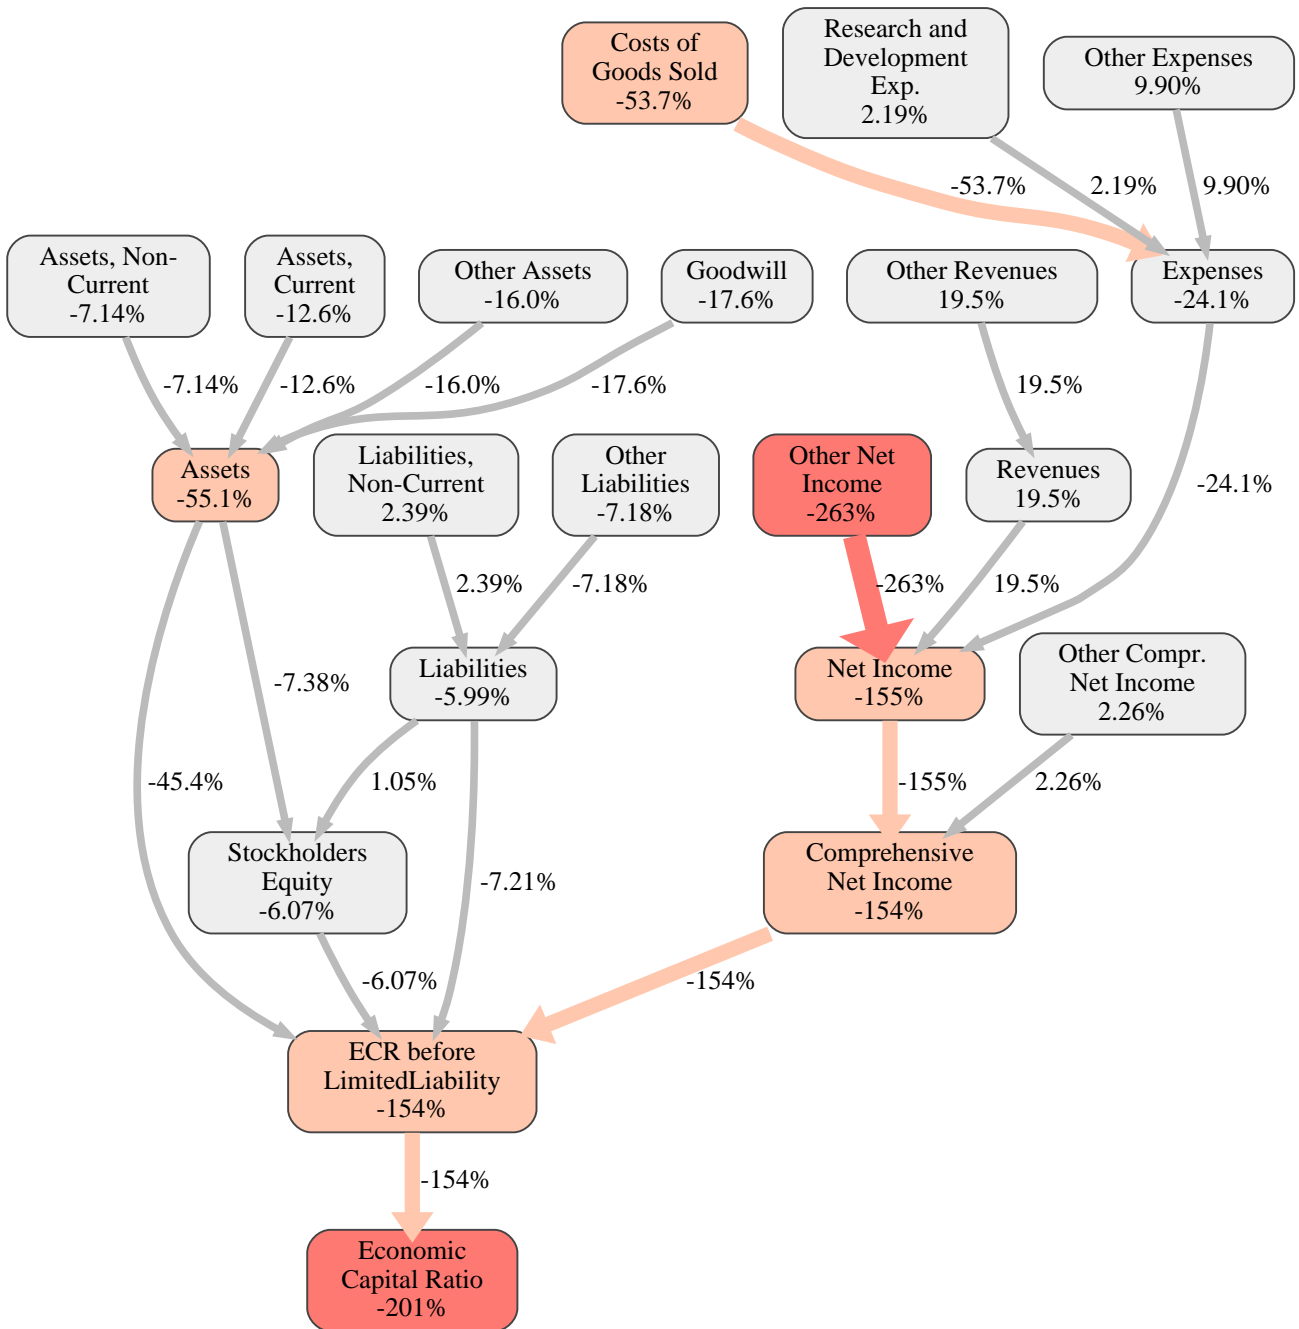 Costs of
Goods Sold
-53.7%
Research and
Development
Exp.
2.19%
Other Expenses
9.90%
-53.7%
2.19%
9.90%
Assets, Non-
Current
-7.14%
Assets,
Current
-12.6%
Other Assets
-16.0%
Goodwill
-17.6%
Other Revenues
19.5%
Expenses
-24.1%
-7.14%
-12.6%
-16.0%
-17.6%
19.5%
Assets
-55.1%
Liabilities,
Non-Current
2.39%
Other
Liabilities
-7.18%
Other Net
Income
-263%
Revenues
19.5%
-24.1%
2.39%
-7.18%
-263%
19.5%
-7.38%
Liabilities
-5.99%
Net Income
-155%
Other Compr.
Net Income
2.26%
-45.4%
1.05%
-155%
2.26%
Stockholders
Equity
-6.07%
-7.21%
Comprehensive
Net Income
-154%
-6.07%
-154%
ECR before
LimitedLiability
-154%
-154%
Economic
Capital Ratio
-201%